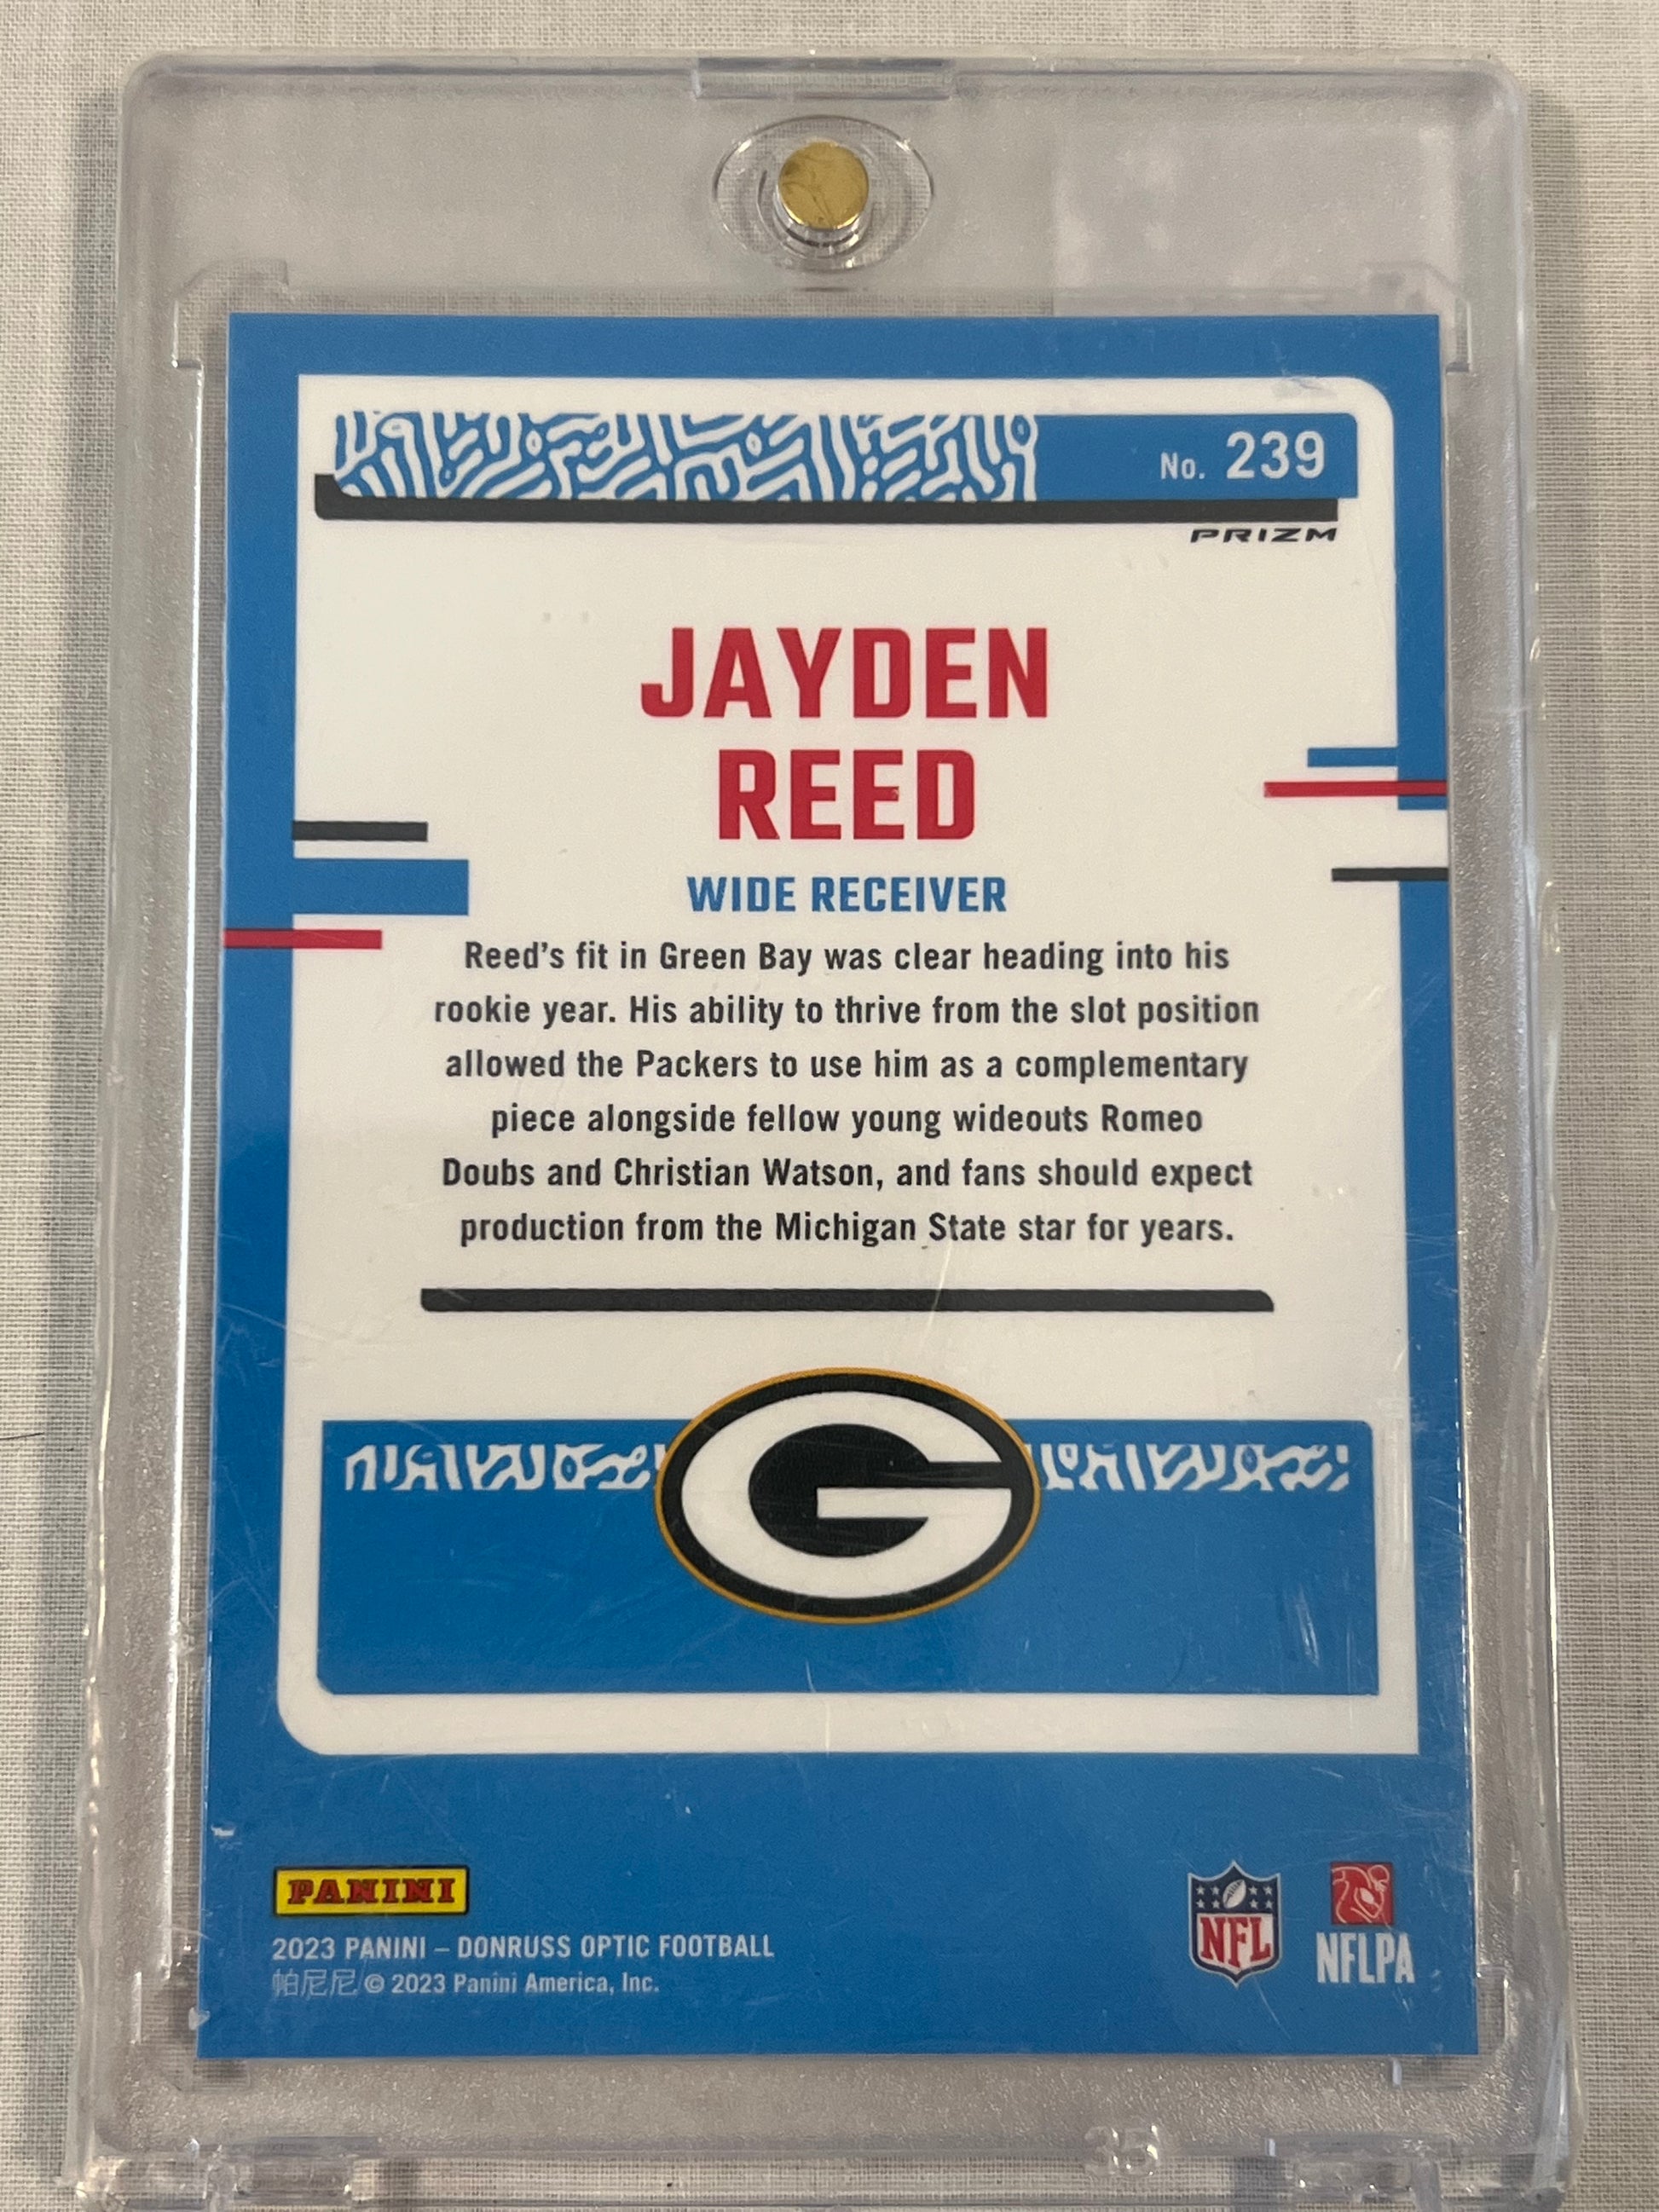 No. 239
PRIZM
JAYDEN
REED
WIDE RECEIVER
Reed's fit in Green Bay was clear heading into his
rookie year. His ability to thrive from the slot position
allowed the Packers to use him as a complementary
piece alongside fellow young wideouts Romeo
Doubs and Christian Watson, and fans should expect
production from the Michigan State star for years.
G
PANINI
2023 PANINI – DONRUSS OPTIC FOOTBALL
帕尼尼 © 2023 Panini America, Inc.
NFL
NFLPA
35